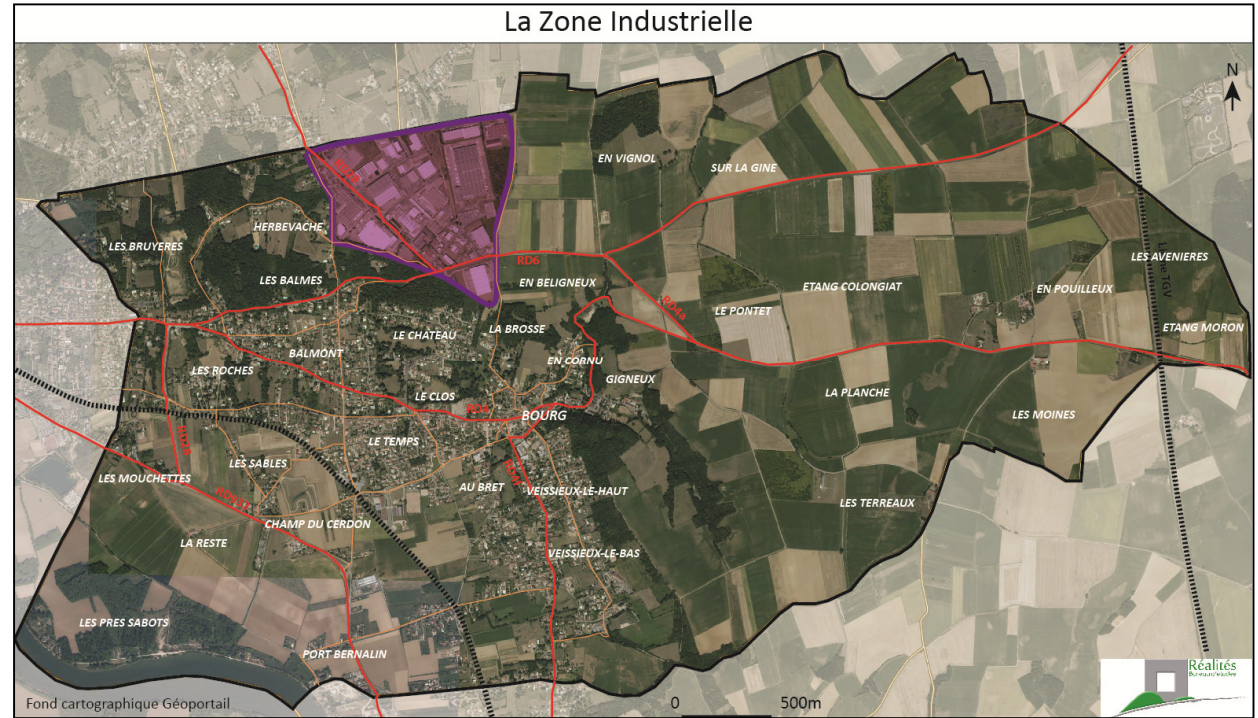 La Zone Industrielle
N
EN VIGNOL
SUR LA GINE
HERBEVACHE
LES BRUYERES
LES AVENIERES
RD6
LES BALMES
EN BELIGNEUX
ETANG COLONGIAT
EN POUILLEUX
RD4a
LE PONTET
ETANG MORON
LE CHATEAU
LA BROSSE
BALMONT
EN CORNU
LES ROCHES
GIGNEUX
LA PLANCHE
LE CLOS
BOURG
LES MOINES
LE TEMPS
LES SABLES
LES MOUCHETTES
AU BRET
VEISSIEUX-LE-HAUT
LES TERREAUX
CHAMP DU CERDON
LA RESTE
VEISSIEUX-LE-BAS
LES PRES SABOTS
PORT BERNALIN
Fond cartographique Géoportail
0 500m
Réalités
Bureau d'études